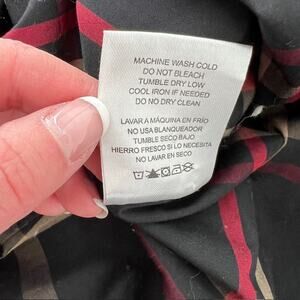 MACHINE WASH COLD
DO NOT BLEACH
TUMBLE DRY LOW
COOL IRON IF NEEDED
DO NO DRY CLEAN
LAVAR A MÁQUINA EN FRÍO
NO USA BLANQUEADOR
TUMBLE SECO BAJO
HIERRO FRESCO SI LO NECESITA
NO LAVAR EN SECO